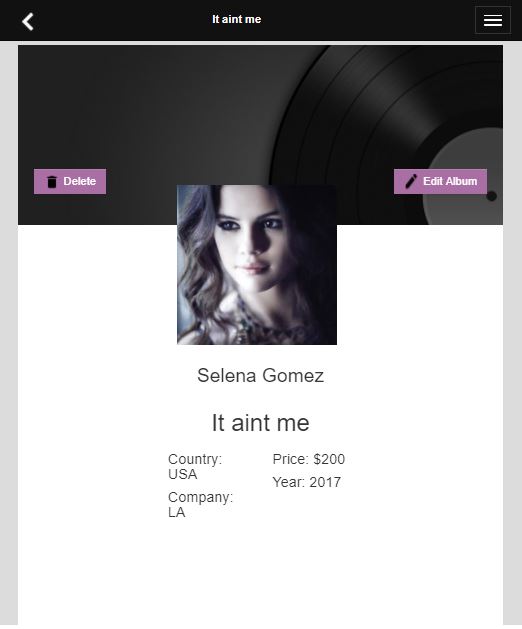 It aint me
Delete
Edit Album
Selena Gomez
It aint me
Country:
USA
Company:
LA
Price: $200
Year: 2017